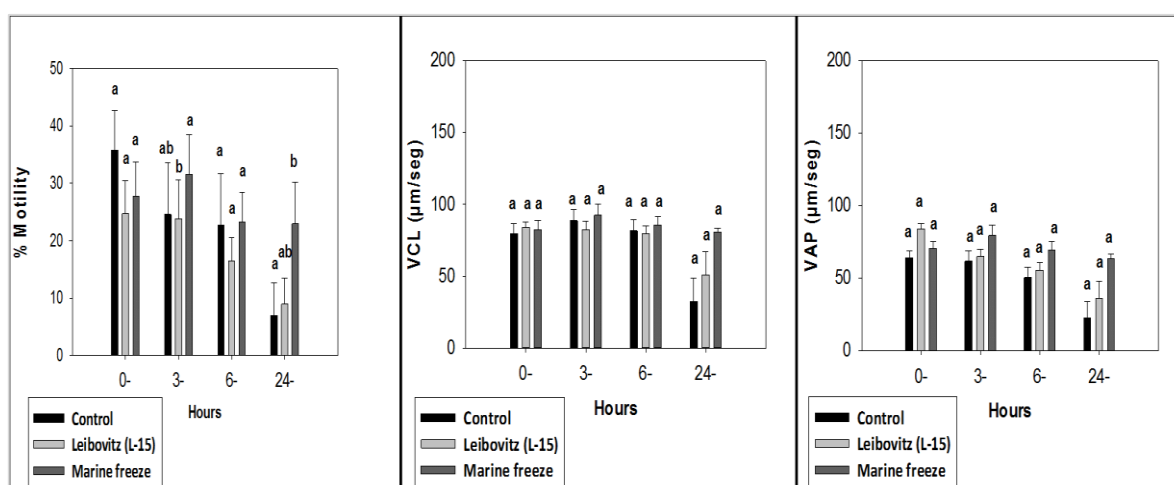 % Motility
50
40
30
20
10
0
a a a
ab b a
a a a
a ab b
0- 3- 6- 24-
Hours
Control
Leibovitz (L-15)
Marine freeze
VCL (µm/seg)
200
150
100
50
0
a a a
a a a
a a a
a a a
0- 3- 6- 24-
Hours
Control
Leibovitz (L-15)
Marine freeze
VAP (µm/seg)
200
150
100
50
0
a a a
a a a
a a a
a a a
0- 3- 6- 24-
Hours
Control
Leibovitz (L-15)
Marine freeze